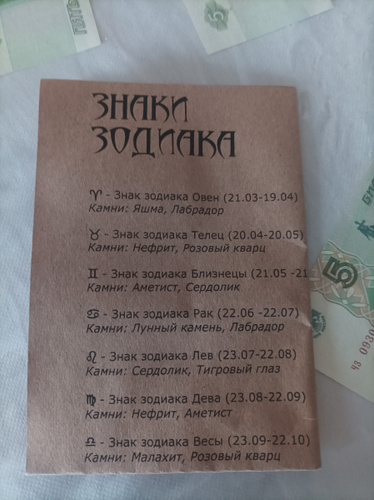 ЗНАКИ
ЗОДИАКА
♈ - Знак зодиака Овен (21.03-19.04)
Камни: Яшма, Лабрадор
♉ - Знак зодиака Телец (20.04-20.05)
Камни: Нефрит, Розовый кварц
♊ - Знак зодиака Близнецы (21.05 -21
Камни: Аметист, Сердолик
♋ - Знак зодиака Рак (22.06 -22.07)
Камни: Лунный камень, Лабрадор
♌ - Знак зодиака Лев (23.07-22.08)
Камни: Сердолик, Тигровый глаз
♍ - Знак зодиака Дева (23.08-22.09)
Камни: Нефрит, Аметист
♎ - Знак зодиака Весы (23.09-22.10)
Камни: Малахит, Розовый кварц
5
5